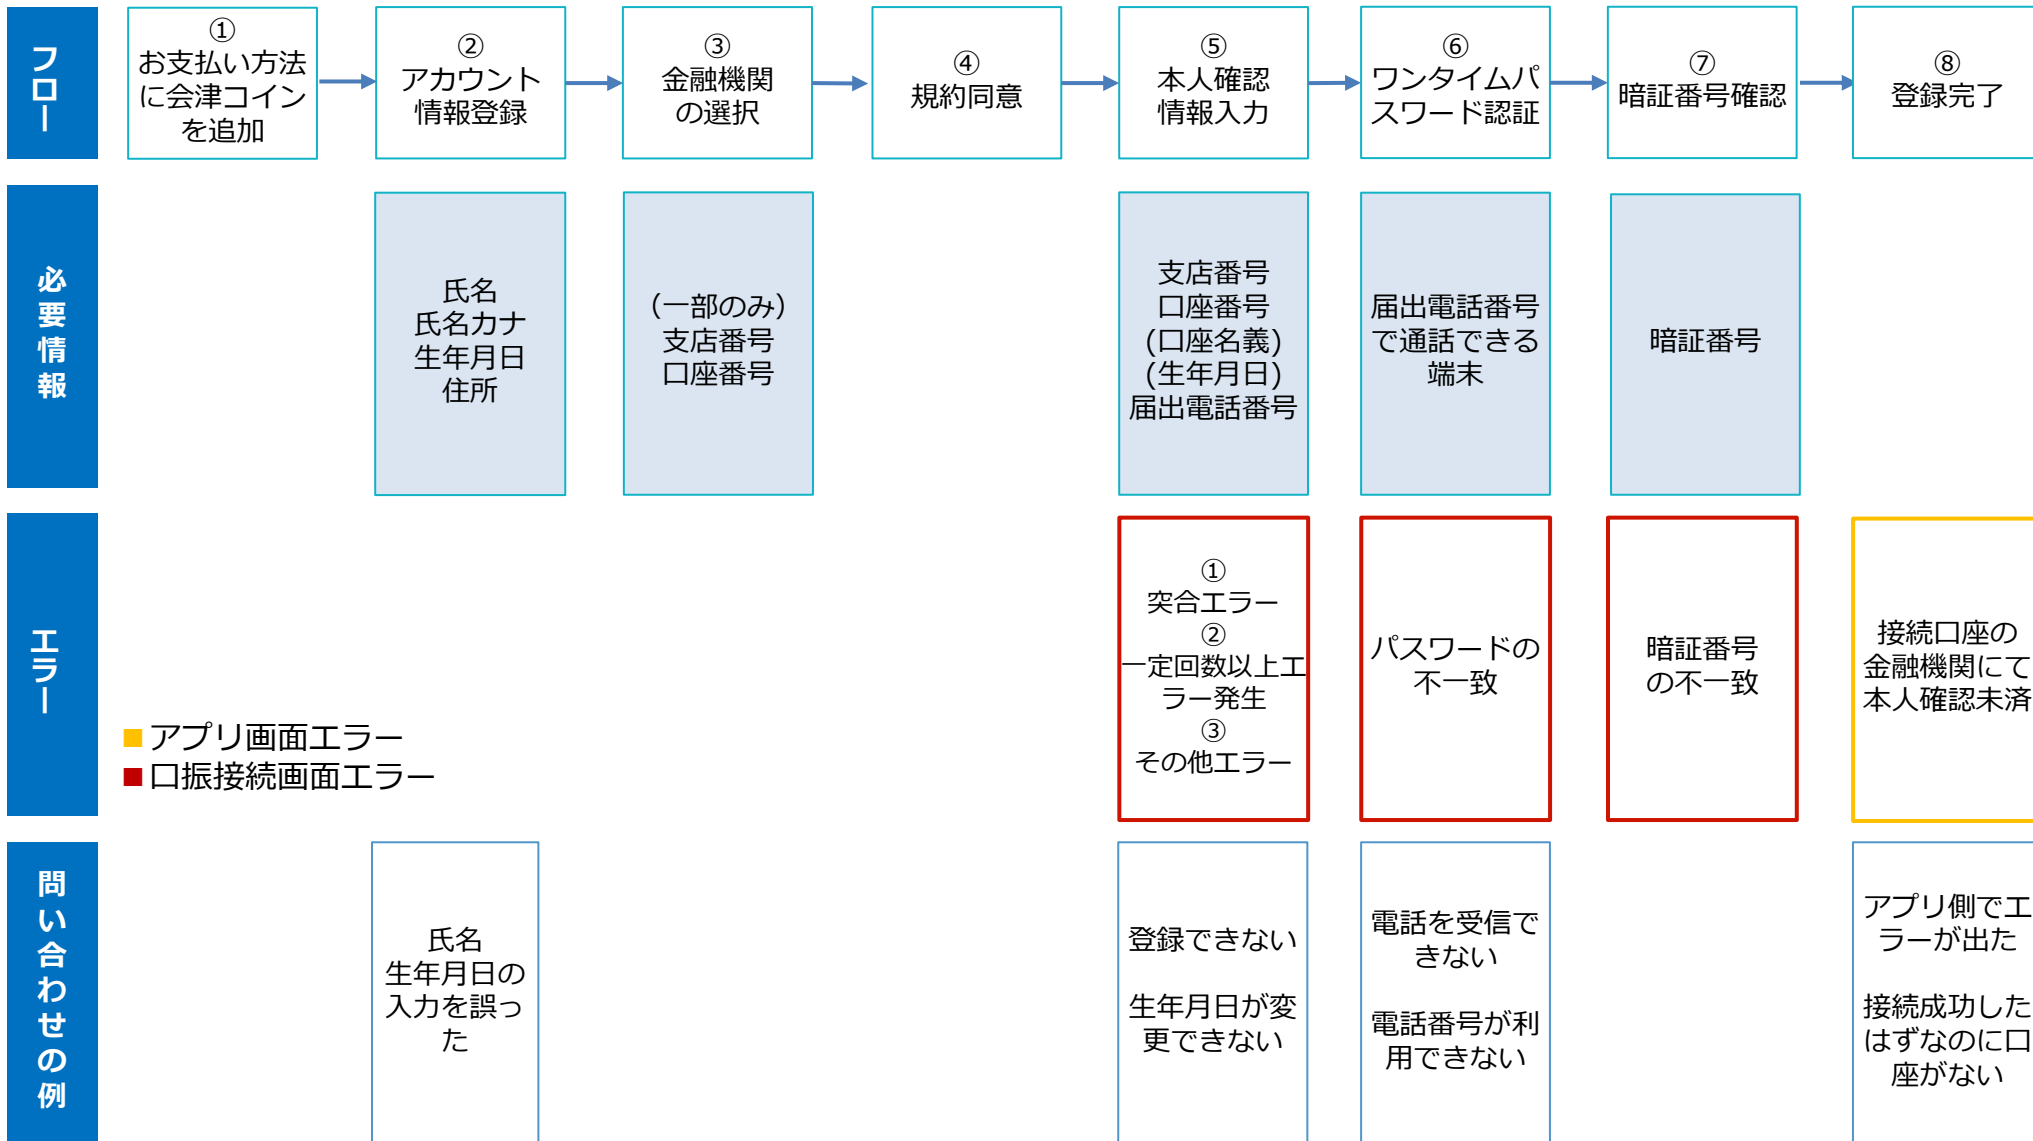 フロー
①
お支払い方法
に会津コイン
を追加
②
アカウント
情報登録
③
金融機関
の選択
④
規約同意
⑤
本人確認
情報入力
⑥
ワンタイムパ
スワード認証
⑦
暗証番号確認
⑧
登録完了
必要情報
氏名
氏名カナ
生年月日
住所
（一部のみ）
支店番号
口座番号
支店番号
口座番号
(口座名義)
(生年月日)
届出電話番号
届出電話番号
で通話できる
端末
暗証番号
エラー
■アプリ画面エラー
■口振接続画面エラー
①
突合エラー
②
一定回数以上エ
ラー発生
③
その他エラー
パスワードの
不一致
暗証番号
の不一致
接続口座の
金融機関にて
本人確認未済
問い合わせの例
氏名
生年月日の
入力を誤っ
た
登録できない
生年月日が変
更できない
電話を受信で
きない
電話番号が利
用できない
アプリ側でエ
ラーが出た
接続成功した
はずなのに口
座がない